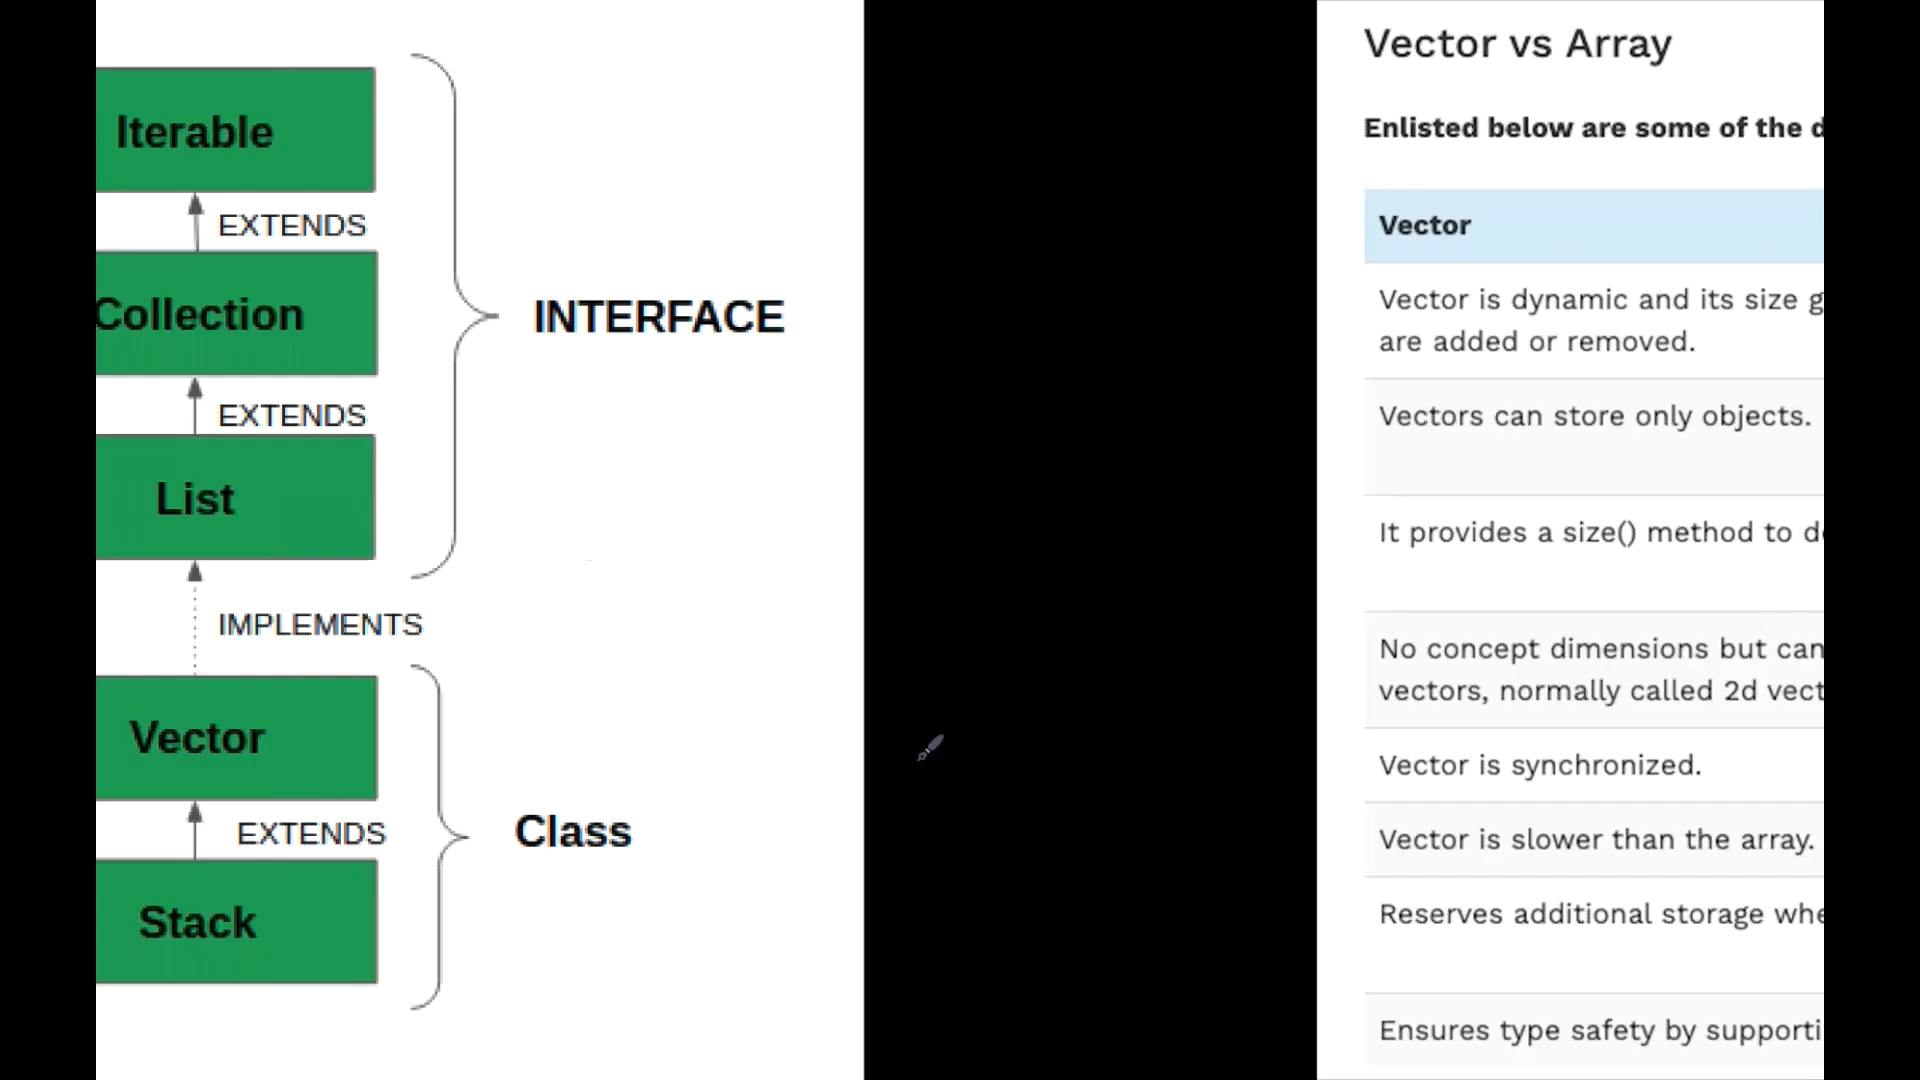 Iterable
EXTENDS
Collection
EXTENDS
List
INTERFACE
IMPLEMENTS
Vector
EXTENDS
Stack
Class
Vector vs Array
Enlisted below are some of the
Vector
Vector is dynamic and its size
are added or removed.
Vectors can store only objects.
It provides a size() method to
No concept dimensions but can
vectors, normally called 2d
Vector is synchronized.
Vector is slower than the array.
Reserves additional storage
Ensures type safety by